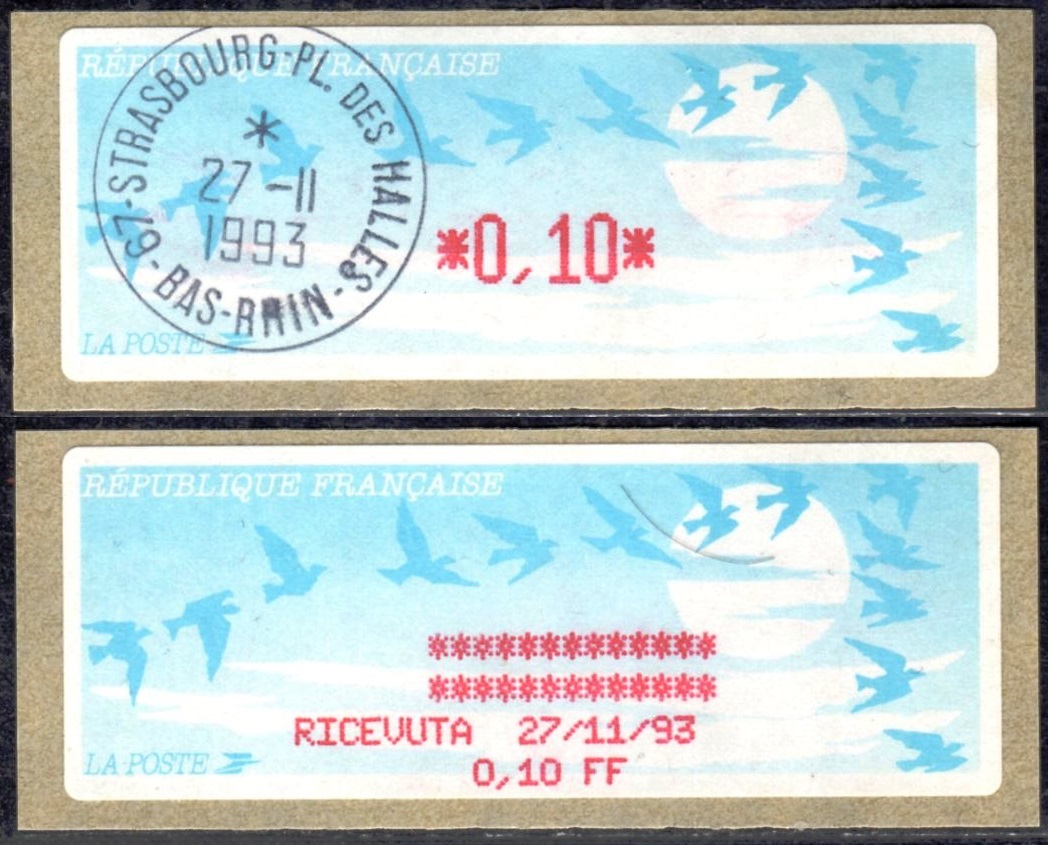 RÉPUBLIQUE FRANÇAISE
67-STRASBOURG-PL. DES HALLES-
*
27-11
1993
BAS-RHIN-
*0,10*
LA POSTE
RÉPUBLIQUE FRANÇAISE
*************
*************
RICEVUTA 27/11/93
0,10 FF
LA POSTE